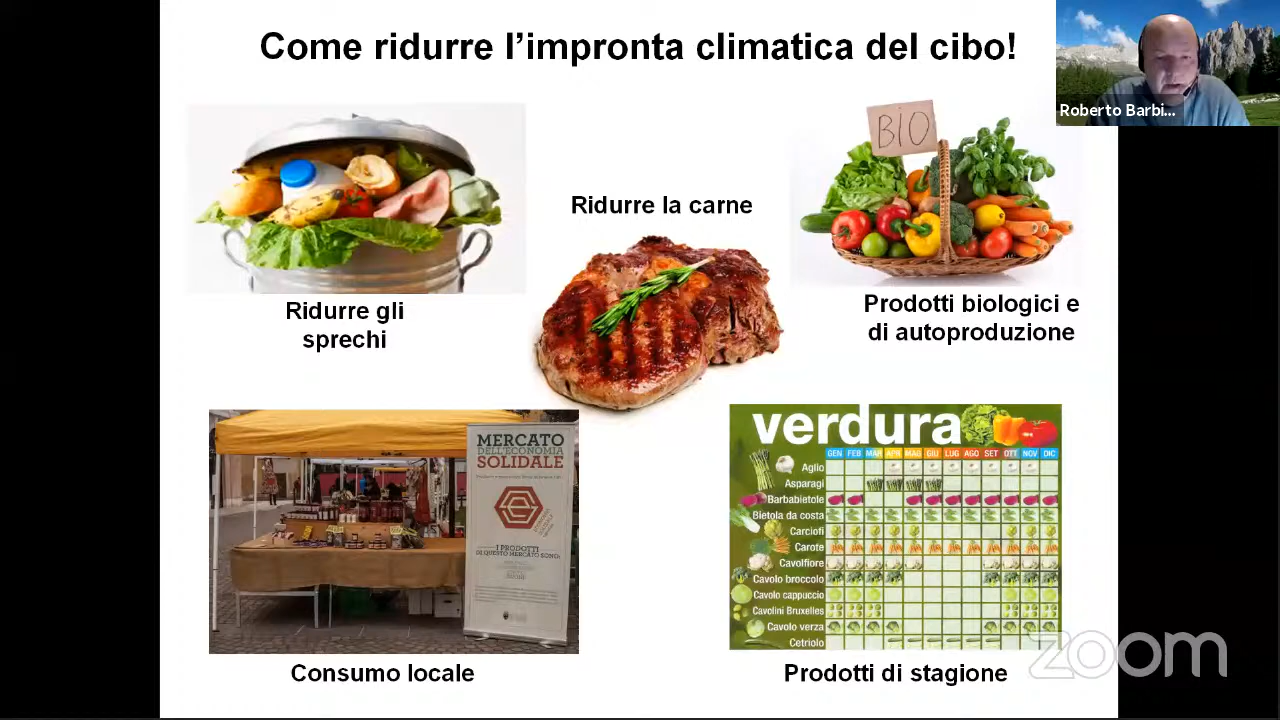 Come ridurre l'impronta climatica del cibo!
Roberto Barbi...
BIO
Ridurre la carne
Ridurre gli
sprechi
Prodotti biologici e
di autoproduzione
MERCATO
DELL'ECONOMIA
SOLIDALE
I PRODOTTI
DI QUESTO MERCATO SONO:
Consumo locale
verdura
GEN FEB MAR APR MAG GIU LUG AGO SET OTT NOV DIC
Aglio
Asparagi
Barbabietole
Bietola da costa
Carciofi
Carote
Cavolfiore
Cavolo broccolo
Cavolo cappuccio
Cavolini Bruxelles
Cavolo verza
Cetriolo
Prodotti di stagione
zoom